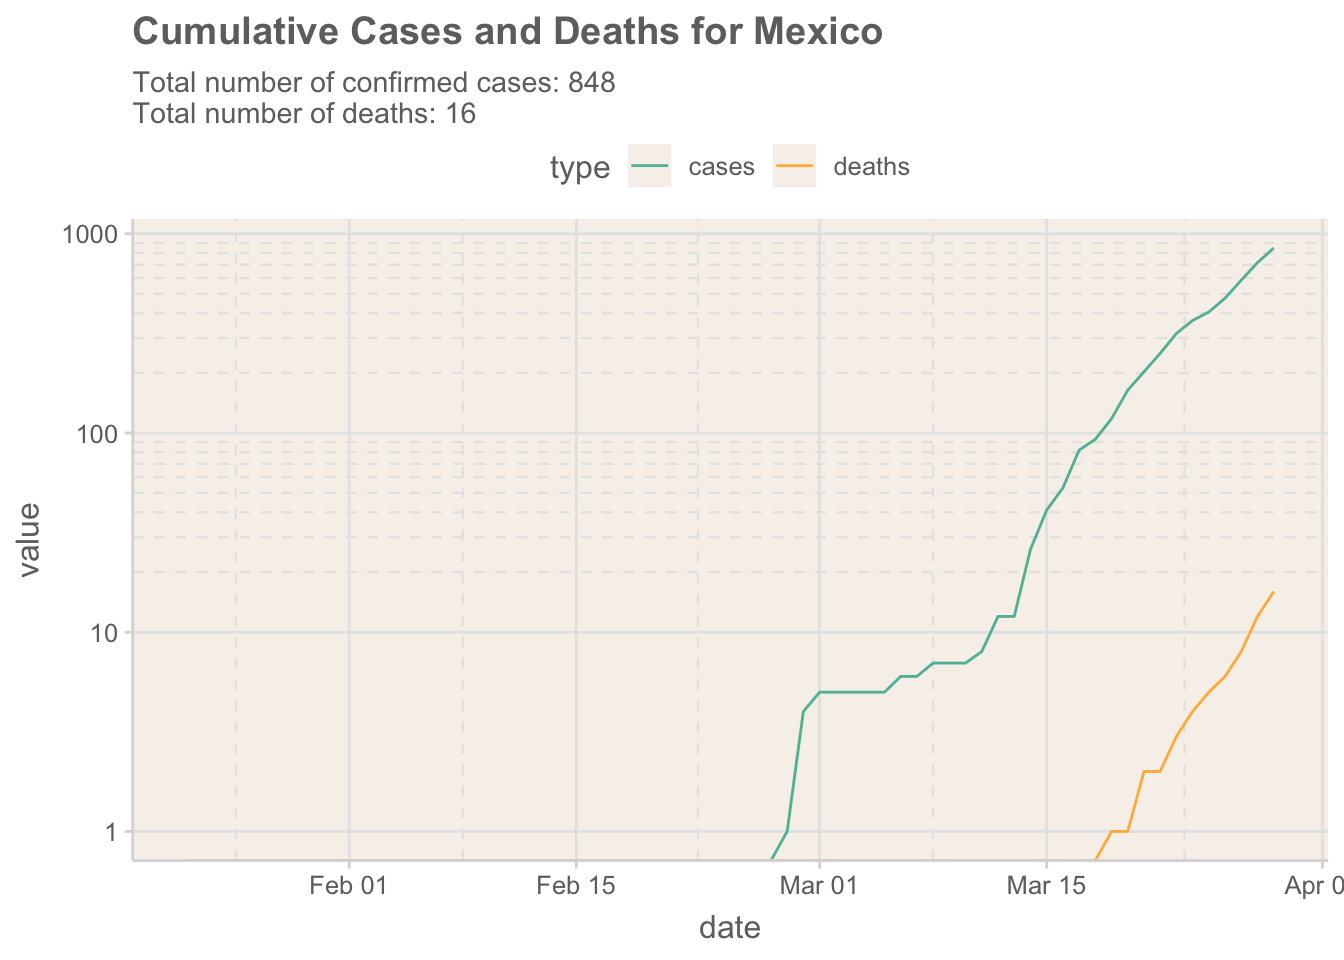 Cumulative Cases and Deaths for Mexico
Total number of confirmed cases: 848
Total number of deaths: 16
type cases deaths
1000
100
10
1
value
Feb 01 Feb 15 Mar 01 Mar 15 Apr 0
date